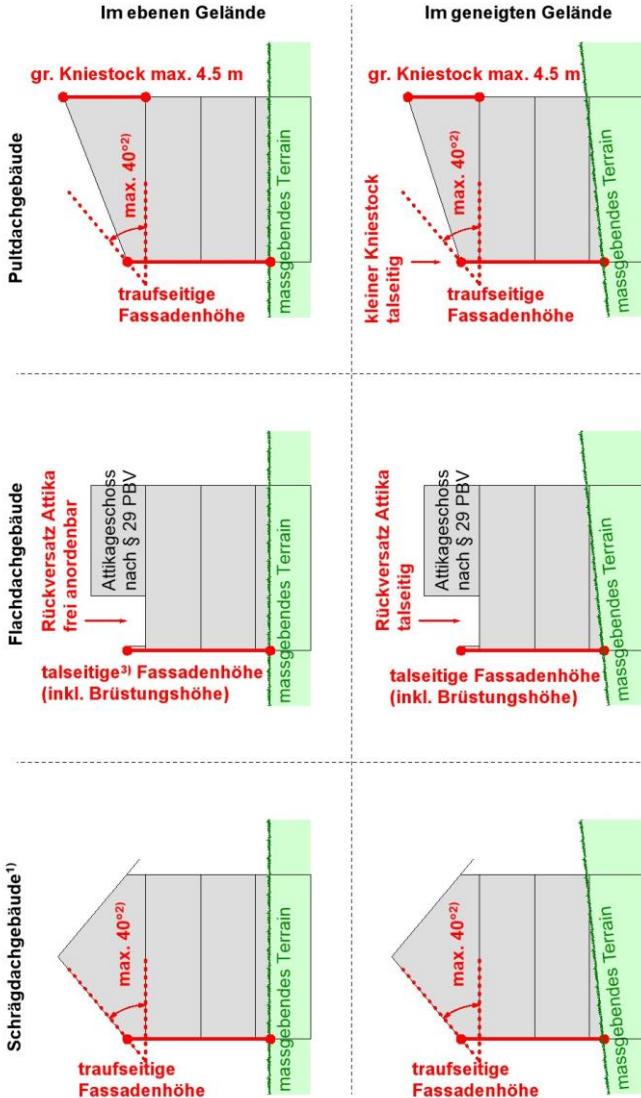 Im ebenen Gelände
Im geneigten Gelände
Pultdachgebäude
gr. Kniestock max. 4.5 m
max. 40°²⁾
traufseitige
Fassadenhöhe
massgebendes Terrain
gr. Kniestock max. 4.5 m
max. 40°²⁾
kleiner Kniestock
talseitig
traufseitige
Fassadenhöhe
massgebendes Terrain
Flachdachgebäude
Rückversatz Attika
frei anordenbar
Attikageschoss
nach § 29 PBV
talseitige³⁾ Fassadenhöhe
(inkl. Brüstungshöhe)
massgebendes Terrain
Rückversatz Attika
talseitig
Attikageschoss
nach § 29 PBV
talseitige Fassadenhöhe
(inkl. Brüstungshöhe)
massgebendes Terrain
Schrägdachgebäude¹⁾
max. 40°²⁾
traufseitige
Fassadenhöhe
massgebendes Terrain
max. 40°²⁾
traufseitige
Fassadenhöhe
massgebendes Terrain